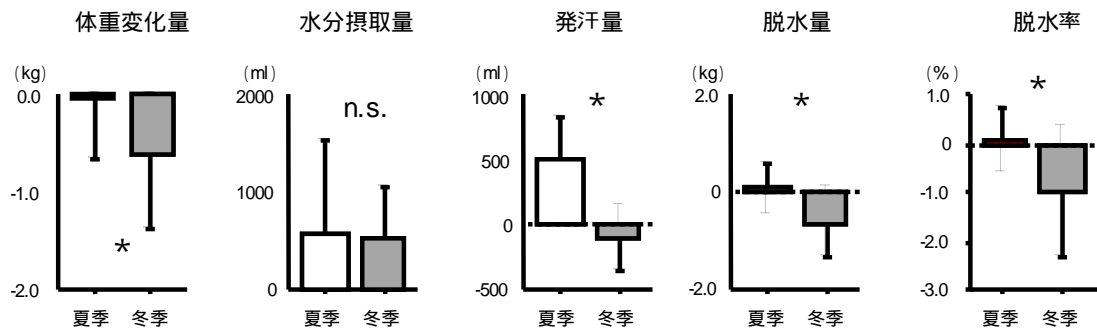 体重変化量
水分摂取量
発汗量
脱水量
脱水率
(kg)
0.0
-1.0
-2.0
*
夏季 冬季
(ml)
2000
1000
0
n.s.
夏季 冬季
(ml)
1000
500
0
-500
*
夏季 冬季
(kg)
2.0
0
-2.0
*
夏季 冬季
(%)
1.0
0
-1.0
-2.0
-3.0
*
夏季 冬季